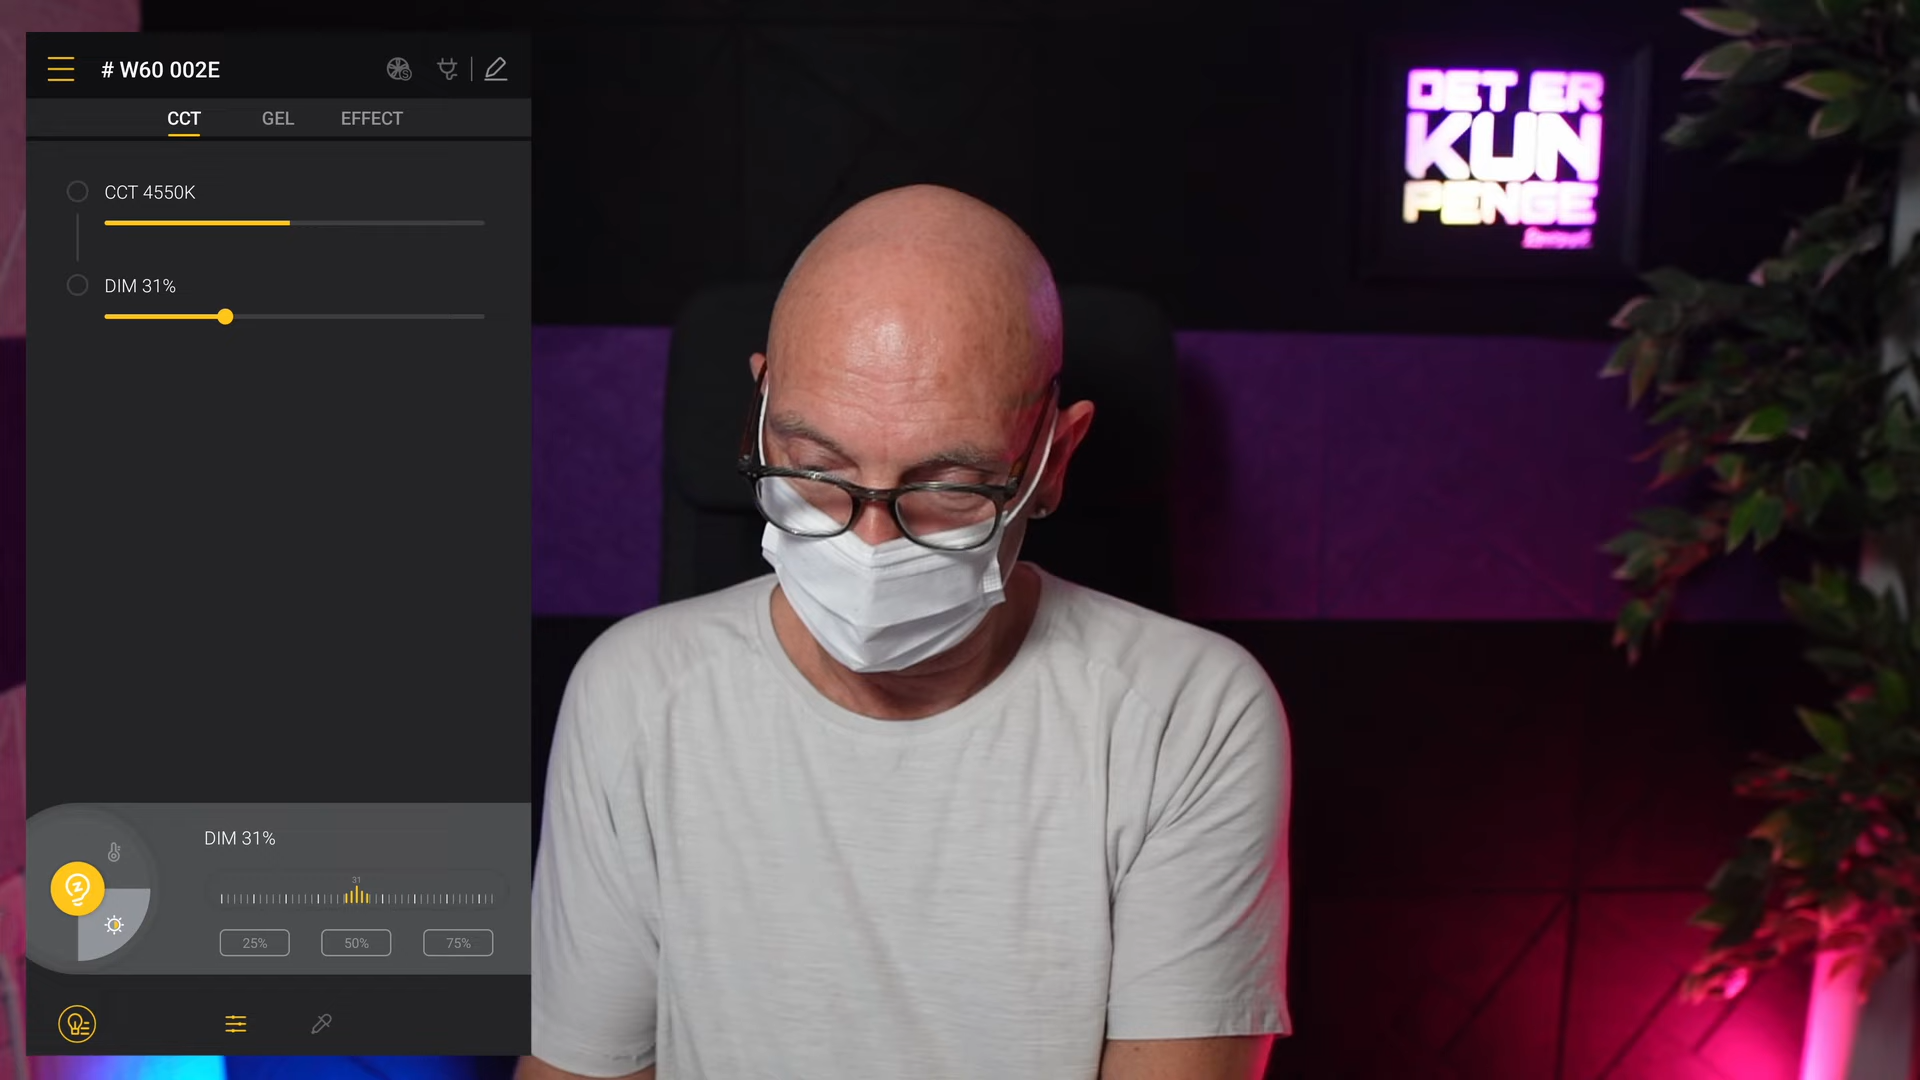 # W60 002E
CCT GEL EFFECT
CCT 4550K
DIM 31%
DIM 31%
31
25% 50% 75%
DET ER
KUN
PENGE